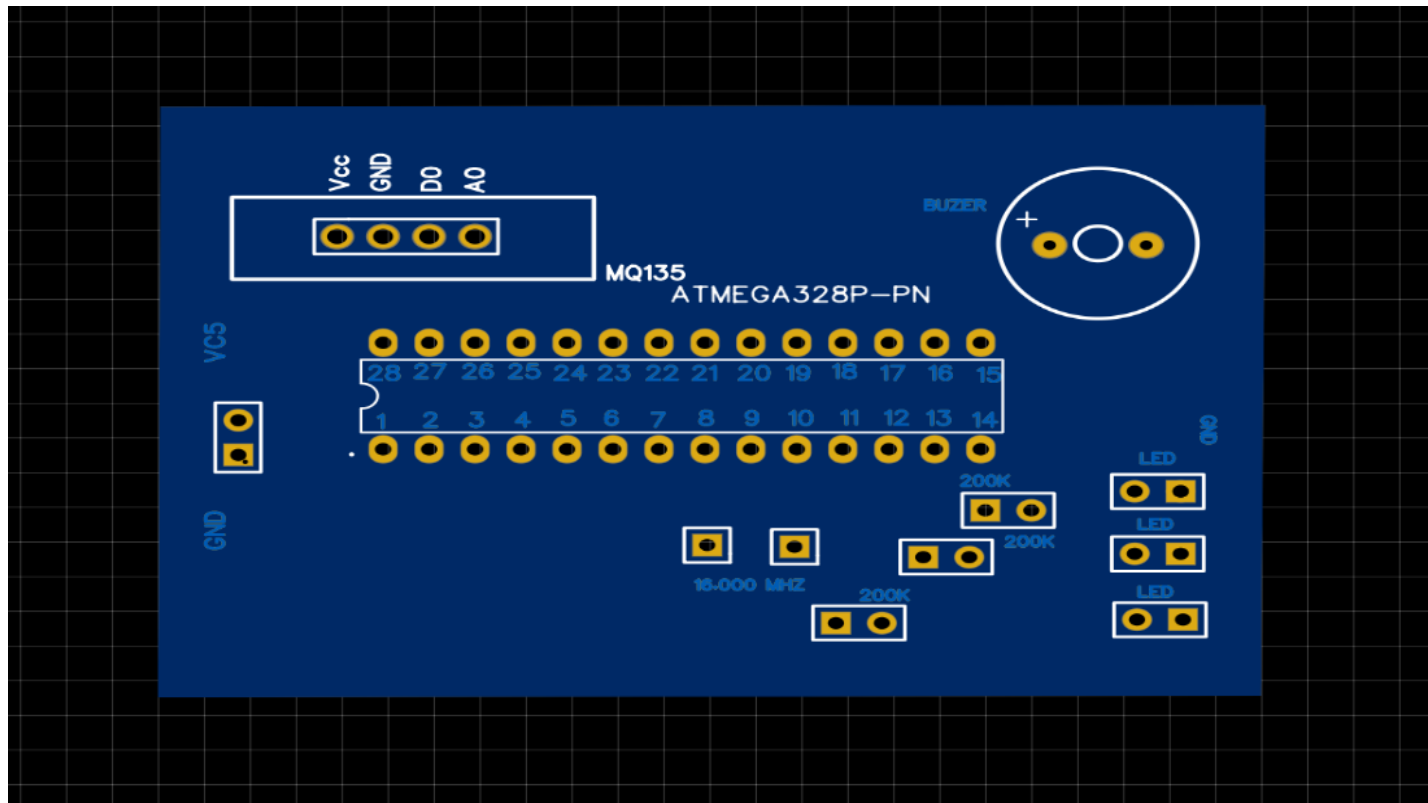 Vcc GND D0 A0
BUZER
+
MQ135
ATMEGA328P-PN
VC5
28 27 26 25 24 23 22 21 20 19 18 17 16 15
1 2 3 4 5 6 7 8 9 10 11 12 13 14
GND
LED
200K
GND
LED
200K
16.000 MHZ
200K
LED